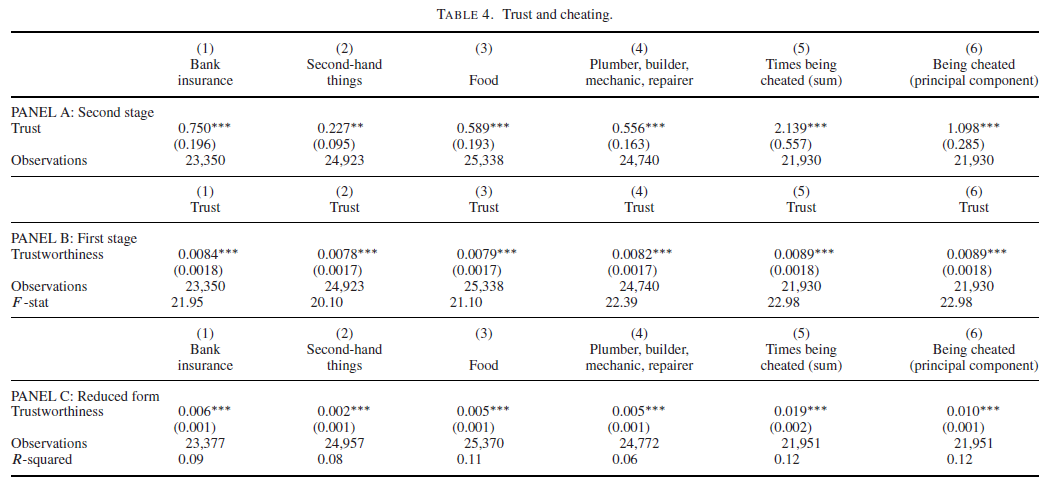 TABLE 4. Trust and cheating.
(1) (2) (3) (4) (5) (6)
Bank Second-hand Plumber, builder, Times being Being cheated
insurance things Food mechanic, repairer cheated (sum) (principal component)
PANEL A: Second stage
Trust 0.750*** 0.227** 0.589*** 0.556*** 2.139*** 1.098***
(0.196) (0.095) (0.193) (0.163) (0.557) (0.285)
Observations 23,350 24,923 25,338 24,740 21,930 21,930
(1) (2) (3) (4) (5) (6)
Trust Trust Trust Trust Trust Trust
PANEL B: First stage
Trustworthiness 0.0084*** 0.0078*** 0.0079*** 0.0082*** 0.0089*** 0.0089***
(0.0018) (0.0017) (0.0017) (0.0017) (0.0018) (0.0018)
Observations 23,350 24,923 25,338 24,740 21,930 21,930
F-stat 21.95 20.10 21.10 22.39 22.98 22.98
(1) (2) (3) (4) (5) (6)
Bank Second-hand Plumber, builder, Times being Being cheated
insurance things Food mechanic, repairer cheated (sum) (principal component)
PANEL C: Reduced form
Trustworthiness 0.006*** 0.002*** 0.005*** 0.005*** 0.019*** 0.010***
(0.001) (0.001) (0.001) (0.001) (0.002) (0.001)
Observations 23,377 24,957 25,370 24,772 21,951 21,951
R-squared 0.09 0.08 0.11 0.06 0.12 0.12